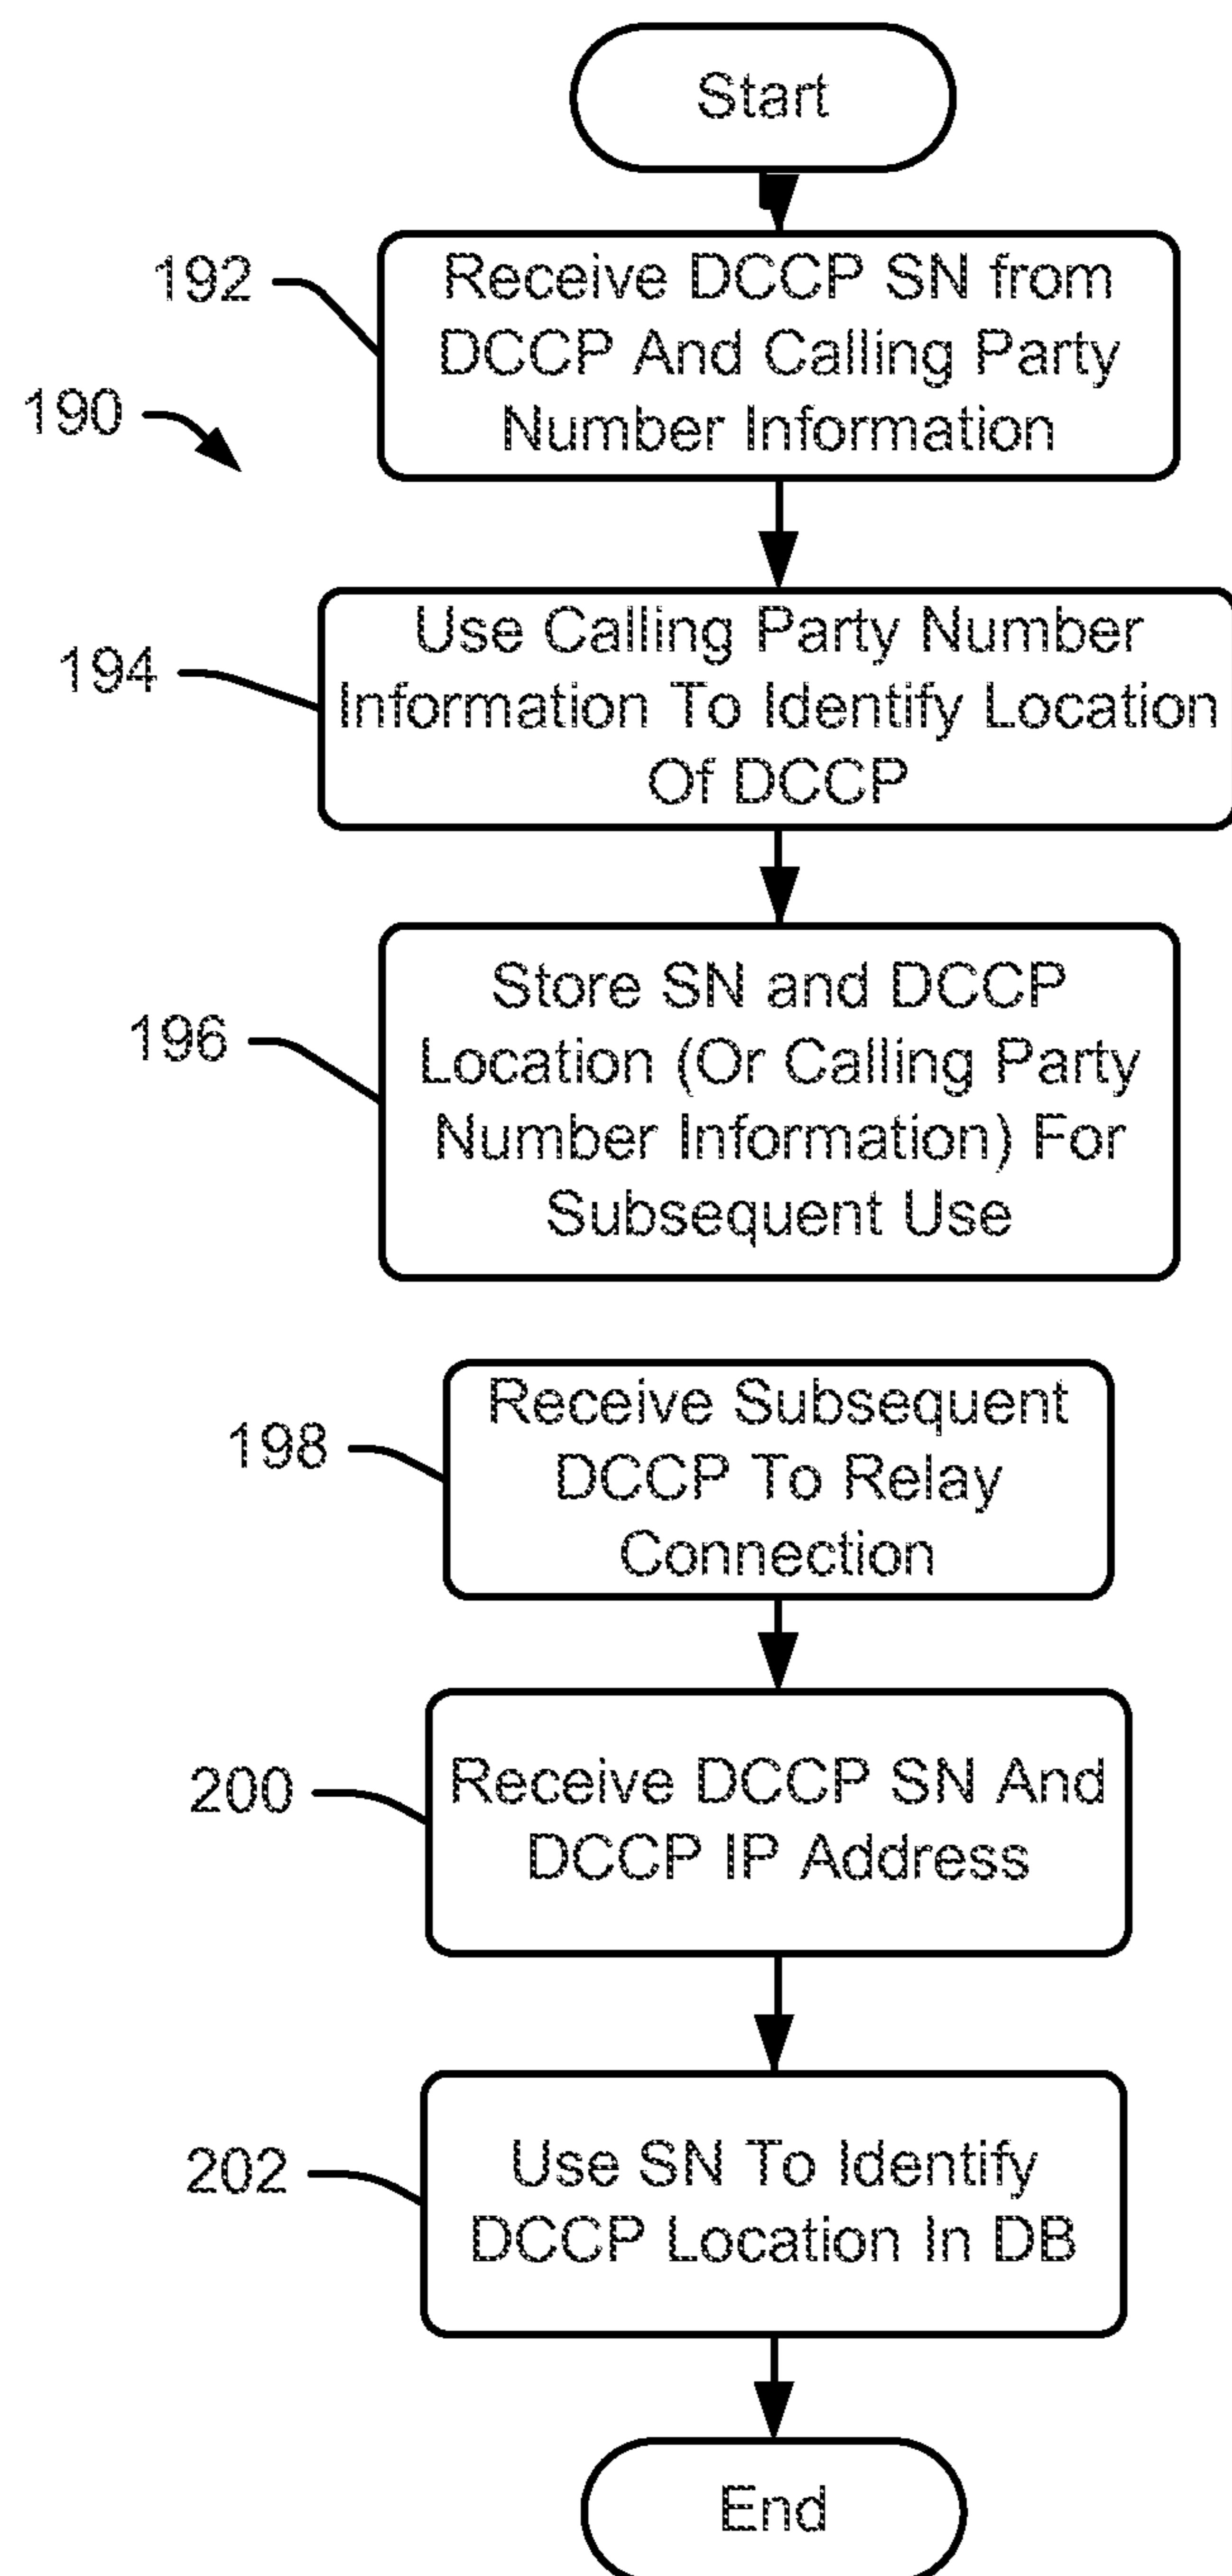 Start
192
Receive DCCP SN from
DCCP And Calling Party
Number Information
190
194
Use Calling Party Number
Information To Identify Location
Of DCCP
196
Store SN and DCCP
Location (Or Calling Party
Number Information) For
Subsequent Use
198
Receive Subsequent
DCCP To Relay
Connection
200
Receive DCCP SN And
DCCP IP Address
202
Use SN To Identify
DCCP Location In DB
End